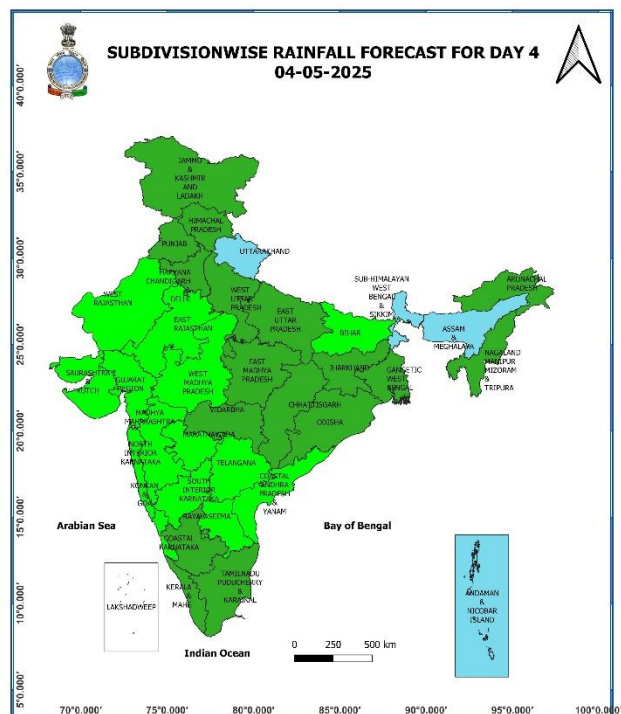 SUBDIVISIONWISE RAINFALL FORECAST FOR DAY 4
04-05-2025
JAMMU
&
KASHMIR
AND
LADAKH
HIMACHAL
PRADESH
PUNJAB
UTTARAKHAND
HARYANA
CHANDIGARH
&
DELHI
WEST
UTTAR
PRADESH
EAST
UTTAR
PRADESH
WEST
RAJASTHAN
EAST
RAJASTHAN
SUB-HIMALAYAN
WEST
BENGAL
&
SIKKIM
ARUNACHAL
PRADESH
ASSAM
&
MEGHALAYA
NAGALAND
MANIPUR
MIZORAM
&
TRIPURA
BIHAR
SAURASHTRA
&
KUTCH
GUJARAT
REGION
WEST
MADHYA
PRADESH
EAST
MADHYA
PRADESH
JHARKHAND
GANGETIC
WEST
BENGAL
CHHATTISGARH
ODISHA
VIDARBHA
MADHYA
MAHARASHTRA
MARATHAWADA
NORTH
INTERIOR
KARNATAKA
TELANGANA
KONKAN
&
GOA
SOUTH
INTERIOR
KARNATAKA
COASTAL
ANDHRA
PRADESH
&
YANAM
RAYALASEEMA
COASTAL
KARNATAKA
TAMILNADU
PUDUCHERRY
&
KARAIKAL
KERALA
&
MAHE
LAKSHADWEEP
ANDAMAN
&
NICOBAR
ISLAND
Arabian Sea
Bay of Bengal
Indian Ocean
0 250 500 km
40°0.000'
35°0.000'
30°0.000'
25°0.000'
20°0.000'
15°0.000'
10°0.000'
5°0.000'
70°0.000' 75°0.000' 80°0.000' 85°0.000' 90°0.000' 95°0.000' 100°0.000'